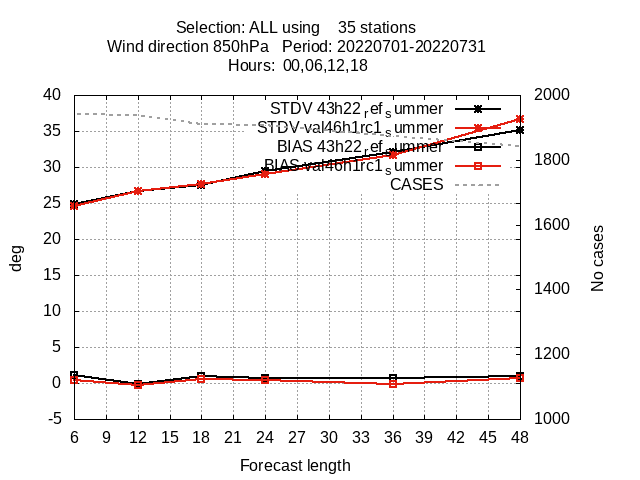 Selection: ALL using    35 stations
Wind direction 850hPa   Period: 20220701-20220731
Hours: 00,06,12,18
40 2000
STDV 43h22_ref_summer
STDV val46h1rc1_summer
35
BIAS 43h22_ref_summer
1800
BIAS val46h1rc1_summer
30
CASES
25
1600
20
deg
No cases
15
1400
10
5
1200
0
-5 1000
6 9 12 15 18 21 24 27 30 33 36 39 42 45 48
Forecast length